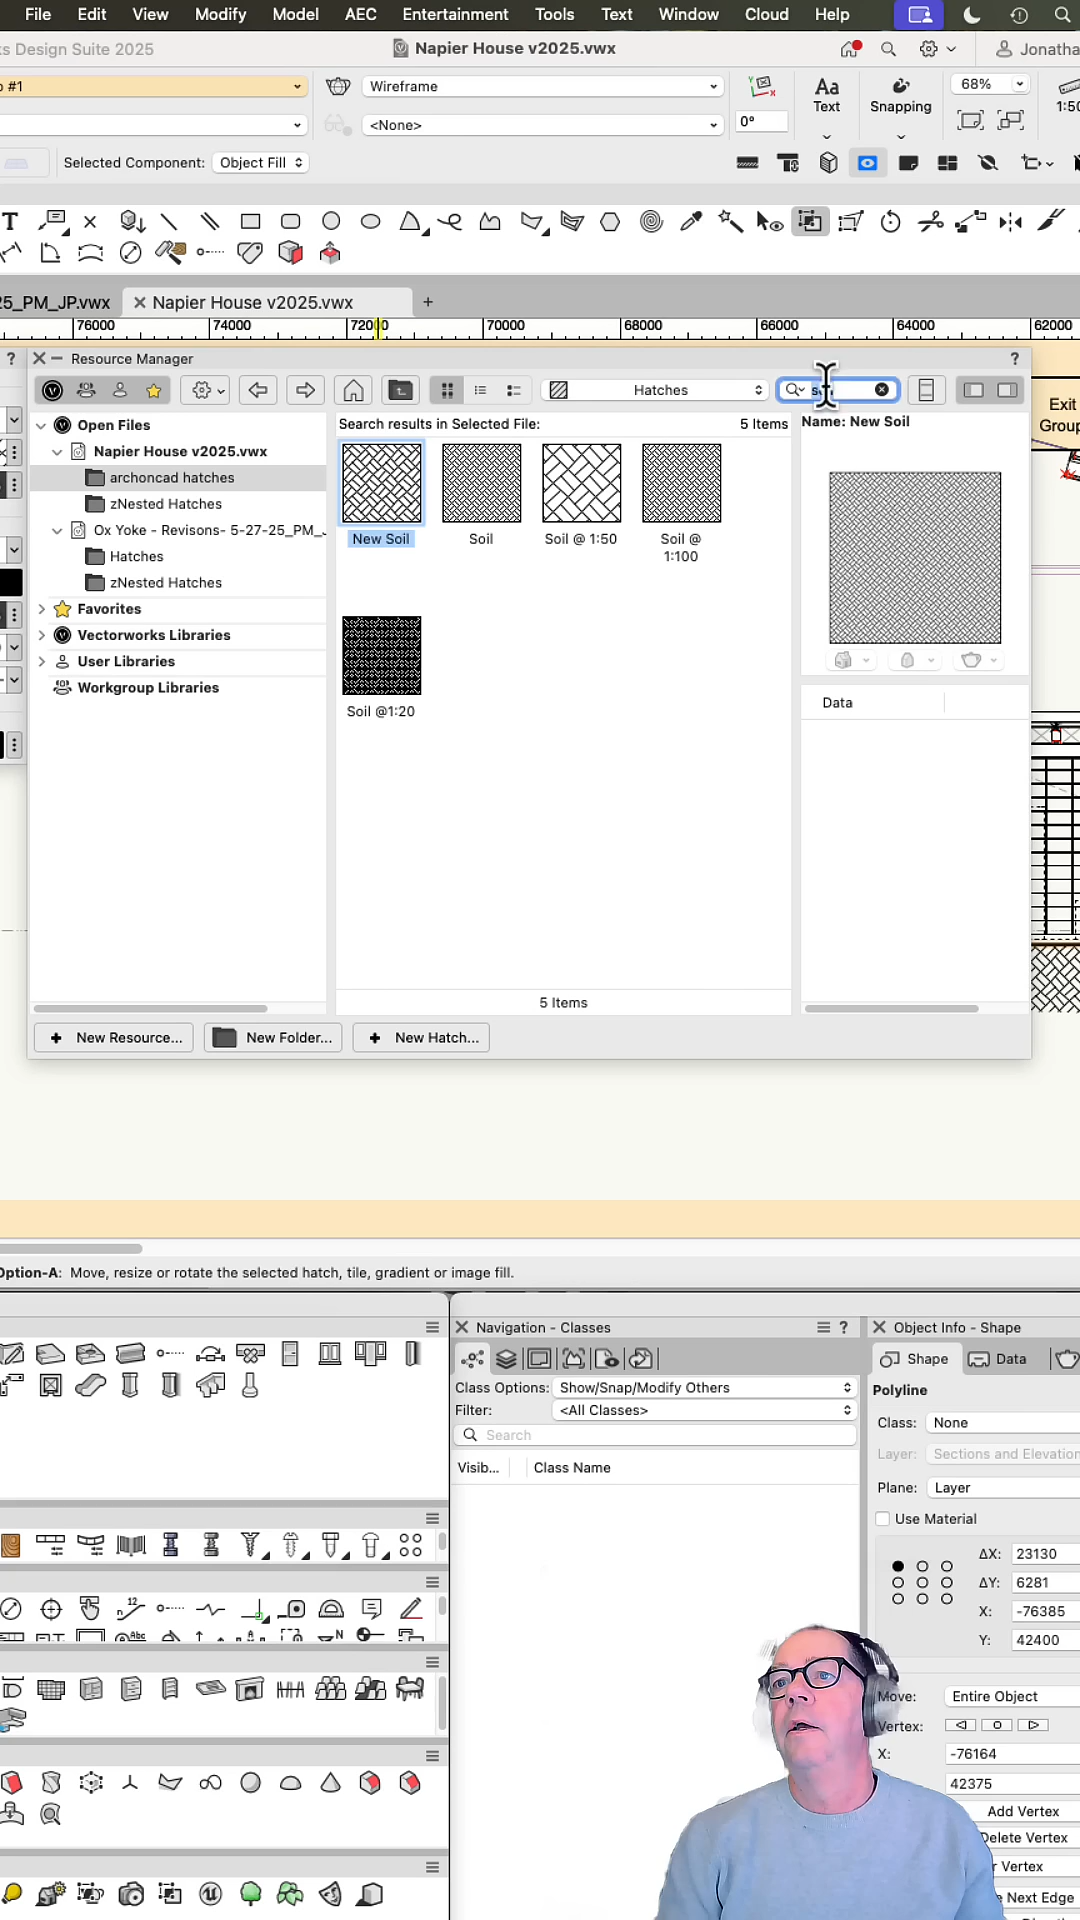 File Edit View Modify Model AEC Entertainment Tools Text Window Cloud Help
ks Design Suite 2025
Napier House v2025.vwx
Jonatha
#1
Wireframe
68%
Text
Snapping
1:50
<None>
0°
Selected Component: Object Fill
25_PM_JP.vwx
Napier House v2025.vwx
76000 74000 72000 70000 68000 66000 64000 62000
Resource Manager
Hatches
Exit
Group
Open Files
Napier House v2025.vwx
archoncad hatches
zNested Hatches
Ox Yoke - Revisons- 5-27-25_PM_
Hatches
zNested Hatches
Favorites
Vectorworks Libraries
User Libraries
Workgroup Libraries
Search results in Selected File:
5 Items
New Soil
Soil
Soil @ 1:50
Soil @
1:100
Soil @1:20
5 Items
Name: New Soil
Data
New Resource...
New Folder...
New Hatch...
Option-A: Move, resize or rotate the selected hatch, tile, gradient or image fill.
Navigation - Classes
Class Options: Show/Snap/Modify Others
Filter: <All Classes>
Search
Visib...
Class Name
Object Info - Shape
Shape
Data
Polyline
Class: None
Layer: Sections and Elevation
Plane: Layer
Use Material
ΔX: 23130
ΔY: 6281
X: -76385
Y: 42400
Move: Entire Object
Vertex:
X: -76164
42375
Add Vertex
Delete Vertex
r Vertex
e Next Edge